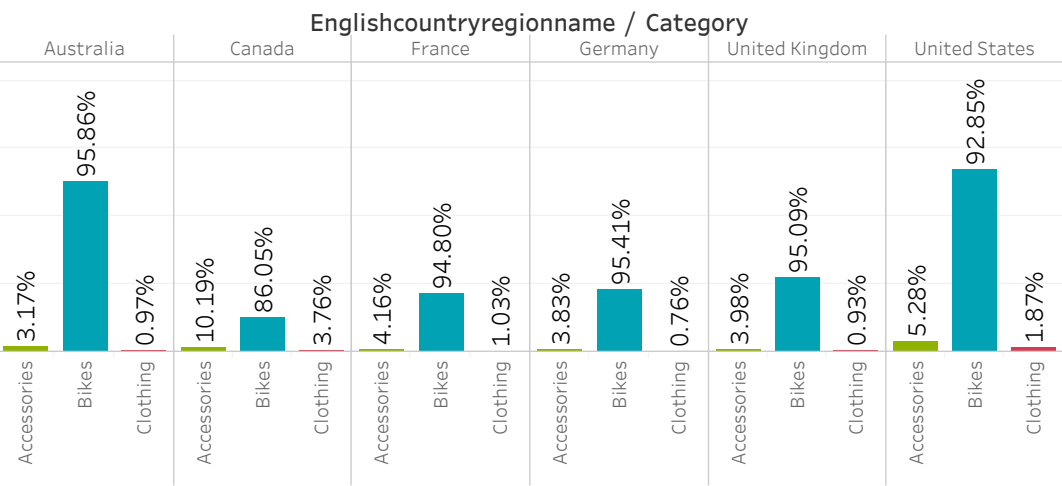 Englishcountryregionname / Category
Australia Canada France Germany United Kingdom United States
3.17% 95.86% 0.97% 10.19% 86.05% 3.76% 4.16% 94.80% 1.03% 3.83% 95.41% 0.76% 3.98% 95.09% 0.93% 5.28% 92.85% 1.87%
Accessories Bikes Clothing Accessories Bikes Clothing Accessories Bikes Clothing Accessories Bikes Clothing Accessories Bikes Clothing Accessories Bikes Clothing